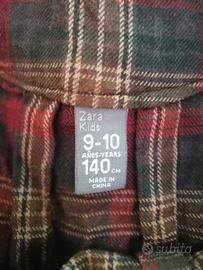 Zara
Kids
9-10
AÑOS-YEARS
140 CM
MADE IN
CHINA
subito